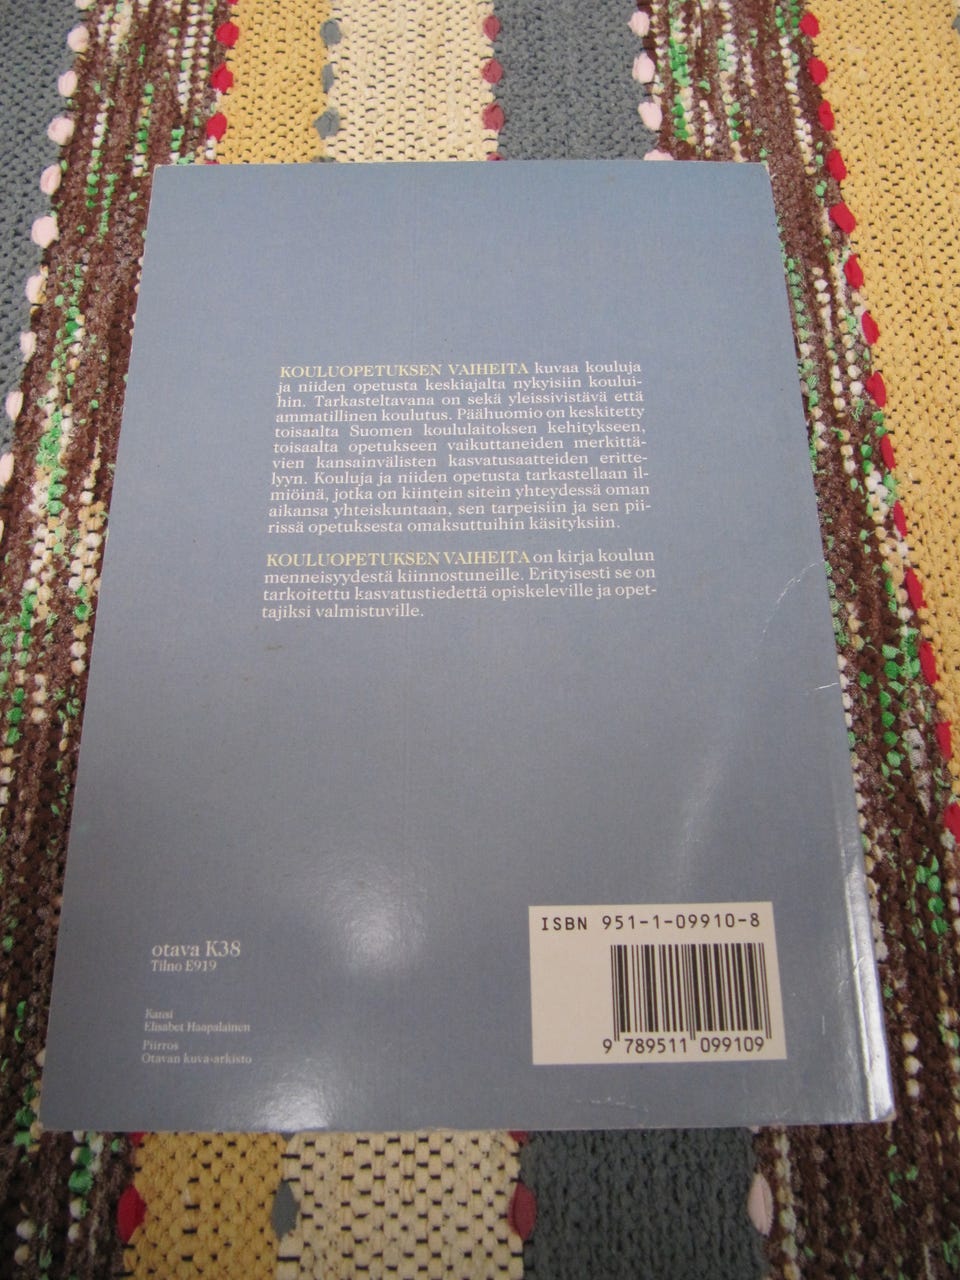 KOULUOPETUKSEN VAIHEITA kuvaa kouluja
ja niiden opetusta keskiajalta nykyisiin koului-
hin. Tarkasteltavana on sekä yleissivistävä että
ammatillinen koulutus. Päähuomio on keskitetty
toisaalta Suomen koululaitoksen kehitykseen,
toisaalta opetukseen vaikuttaneiden merkittä-
vien kansainvälisten kasvatusaatteiden eritte-
lyyn. Kouluja ja niiden opetusta tarkastellaan il-
miöinä, jotka on kiintein sitein yhteydessä oman
aikansa yhteiskuntaan, sen tarpeisiin ja sen pii-
rissä opetuksesta omaksuttuihin käsityksiin.
KOULUOPETUKSEN VAIHEITA on kirja koulun
menneisyydestä kiinnostuneille. Erityisesti se on
tarkoitettu kasvatustiedettä opiskeleville ja opet-
tajiksi valmistuville.
otava K38
Tilno E919
Kansi
Elisabet Haapalainen
Piirros
Otavan kuva-arkisto
ISBN 951-1-09910-8
9 789511 099109